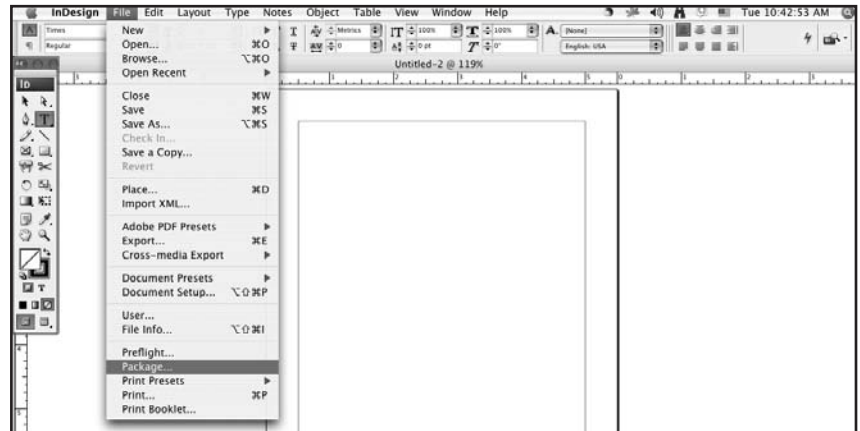 InDesign File Edit Layout Type Notes Object Table View Window Help Tue 10:42:53 AM
Times Metrics 100% 100% A. [None]
Regular 0 0 pt 0° English: USA
Untitled-2 @ 119%
Id
New
Open... ⌘O
Browse... ⌥⌘O
Open Recent
Close ⌘W
Save ⌘S
Save As... ⌥⌘S
Check In...
Save a Copy...
Revert
Place... ⌘D
Import XML...
Adobe PDF Presets
Export... ⌘E
Cross-media Export
Document Presets
Document Setup... ⌥⇧⌘P
User...
File Info... ⌥⇧⌘I
Preflight...
Package...
Print Presets
Print... ⌘P
Print Booklet...